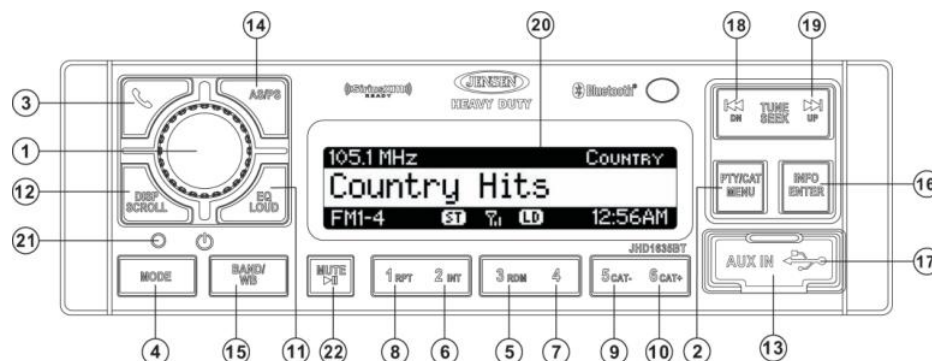 14 20 18 19
3 AS/PS ((SiriusXM)) READY JENSEN HEAVY DUTY Bluetooth® DN TUNE SEEK UP
1 105.1 MHz COUNTRY
Country Hits
12 DISP SCROLL EQ LOUD FM1-4 ST LD 12:56AM PTY/CAT MENU INFO ENTER 16
21 JHD1635BT
MODE BAND/WB MUTE 1 RPT 2 INT 3 RDM 4 5 CAT- 6 CAT+ AUX IN 17
4 15 11 22 8 6 5 7 9 10 2 13